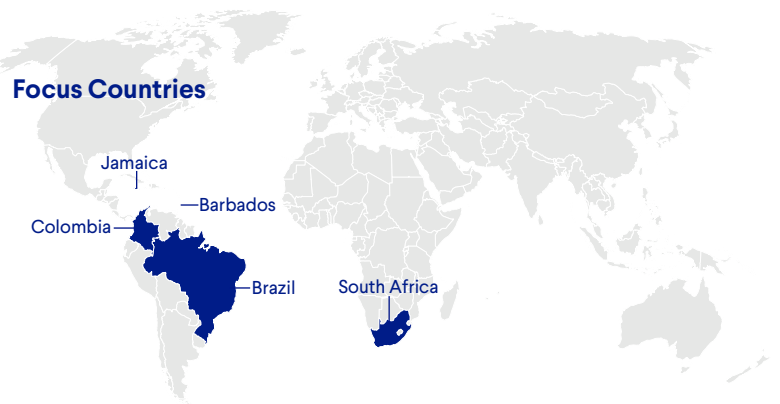 Focus Countries
Jamaica
Barbados
Colombia
Brazil
South Africa